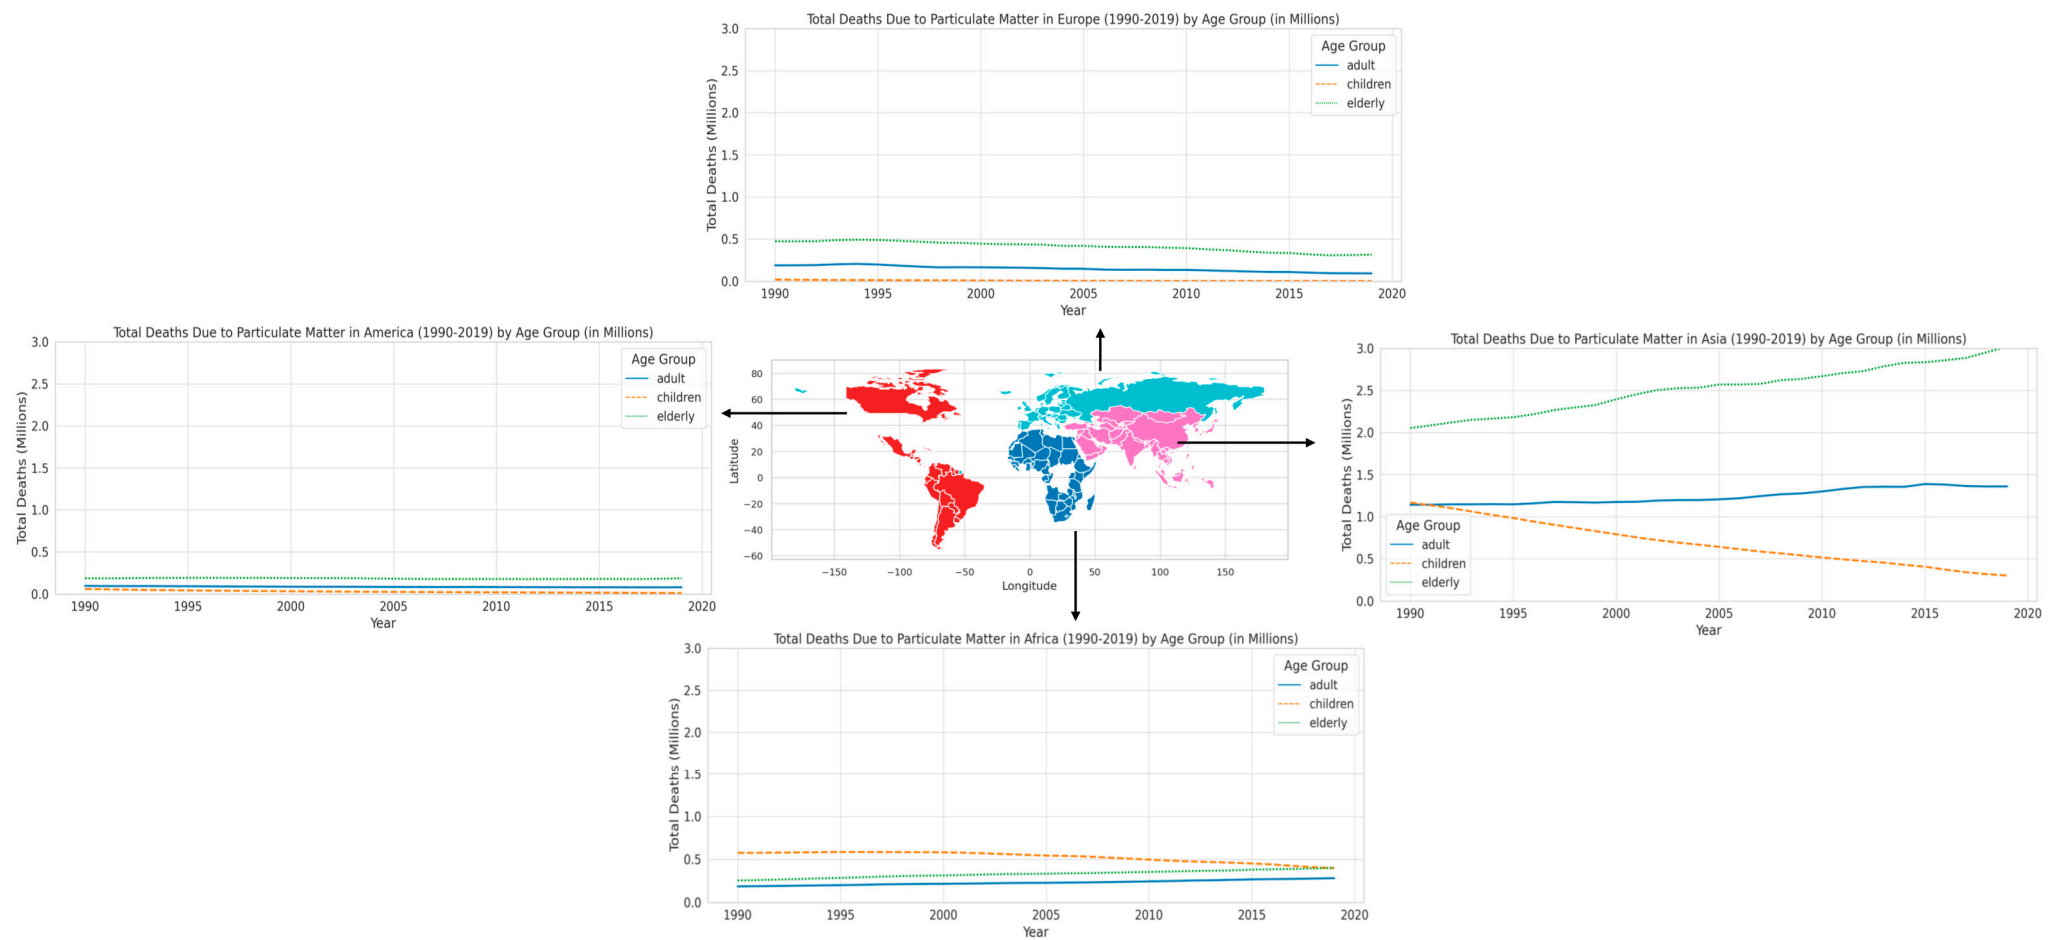 Total Deaths Due to Particulate Matter in Europe (1990-2019) by Age Group (in Millions)
Total Deaths (Millions)
3.0
2.5
2.0
1.5
1.0
0.5
0.0
Age Group
adult
children
elderly
1990 1995 2000 2005 2010 2015 2020
Year
Total Deaths Due to Particulate Matter in America (1990-2019) by Age Group (in Millions)
Total Deaths (Millions)
3.0
2.5
2.0
1.5
1.0
0.5
0.0
Age Group
adult
children
elderly
1990 1995 2000 2005 2010 2015 2020
Year
Latitude
80
60
40
20
0
−20
−40
−60
−150 −100 −50 0 50 100 150
Longitude
Total Deaths Due to Particulate Matter in Asia (1990-2019) by Age Group (in Millions)
Total Deaths (Millions)
3.0
2.5
2.0
1.5
1.0
0.5
0.0
Age Group
adult
children
elderly
1990 1995 2000 2005 2010 2015 2020
Year
Total Deaths Due to Particulate Matter in Africa (1990-2019) by Age Group (in Millions)
Total Deaths (Millions)
3.0
2.5
2.0
1.5
1.0
0.5
0.0
Age Group
adult
children
elderly
1990 1995 2000 2005 2010 2015 2020
Year